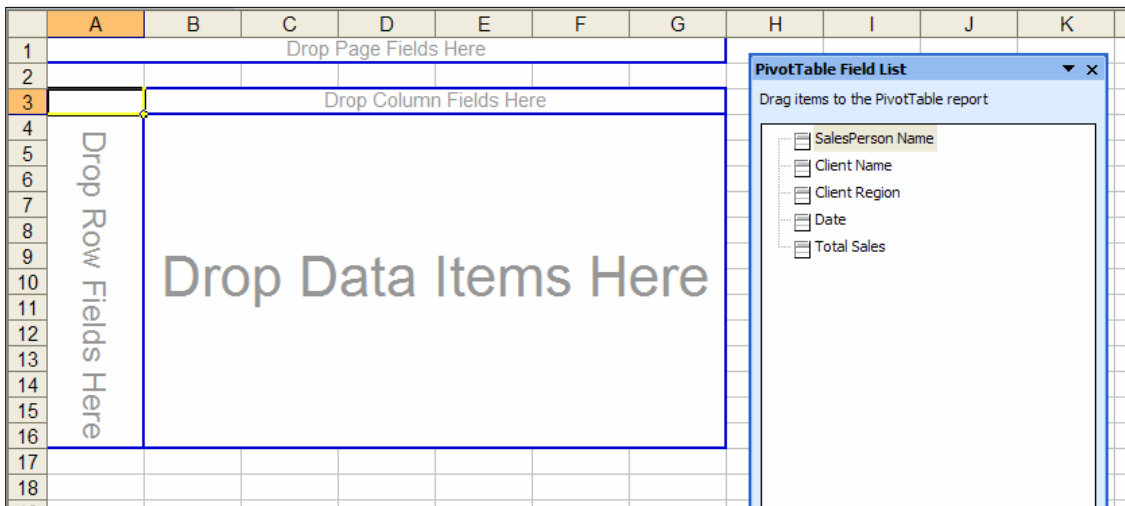 A B C D E F G H I J K
1 Drop Page Fields Here
2
PivotTable Field List
3 Drop Column Fields Here
Drag items to the PivotTable report
4
5
6
7
8
9
10
11
12
13
14
15
16
17
18
Drop Row Fields Here
Drop Data Items Here
SalesPerson Name
Client Name
Client Region
Date
Total Sales